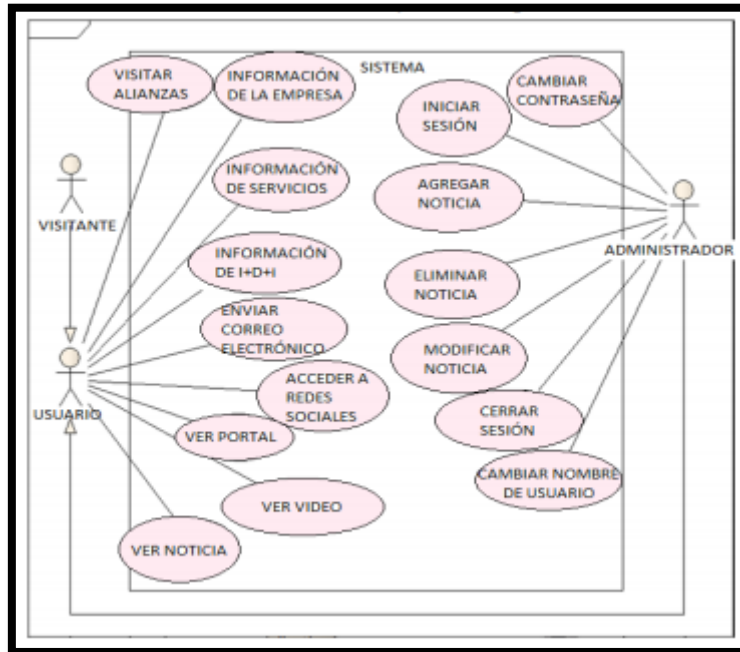 SISTEMA
VISITAR
ALIANZAS
INFORMACIÓN
DE LA EMPRESA
INICIAR
SESIÓN
CAMBIAR
CONTRASEÑA
INFORMACIÓN
DE SERVICIOS
AGREGAR
NOTICIA
VISITANTE
ADMINISTRADOR
INFORMACIÓN
DE I+D+I
ELIMINAR
NOTICIA
ENVIAR
CORREO
ELECTRÓNICO
MODIFICAR
NOTICIA
USUARIO
ACCEDER A
REDES
SOCIALES
CERRAR
SESIÓN
VER PORTAL
CAMBIAR NOMBRE
DE USUARIO
VER VIDEO
VER NOTICIA